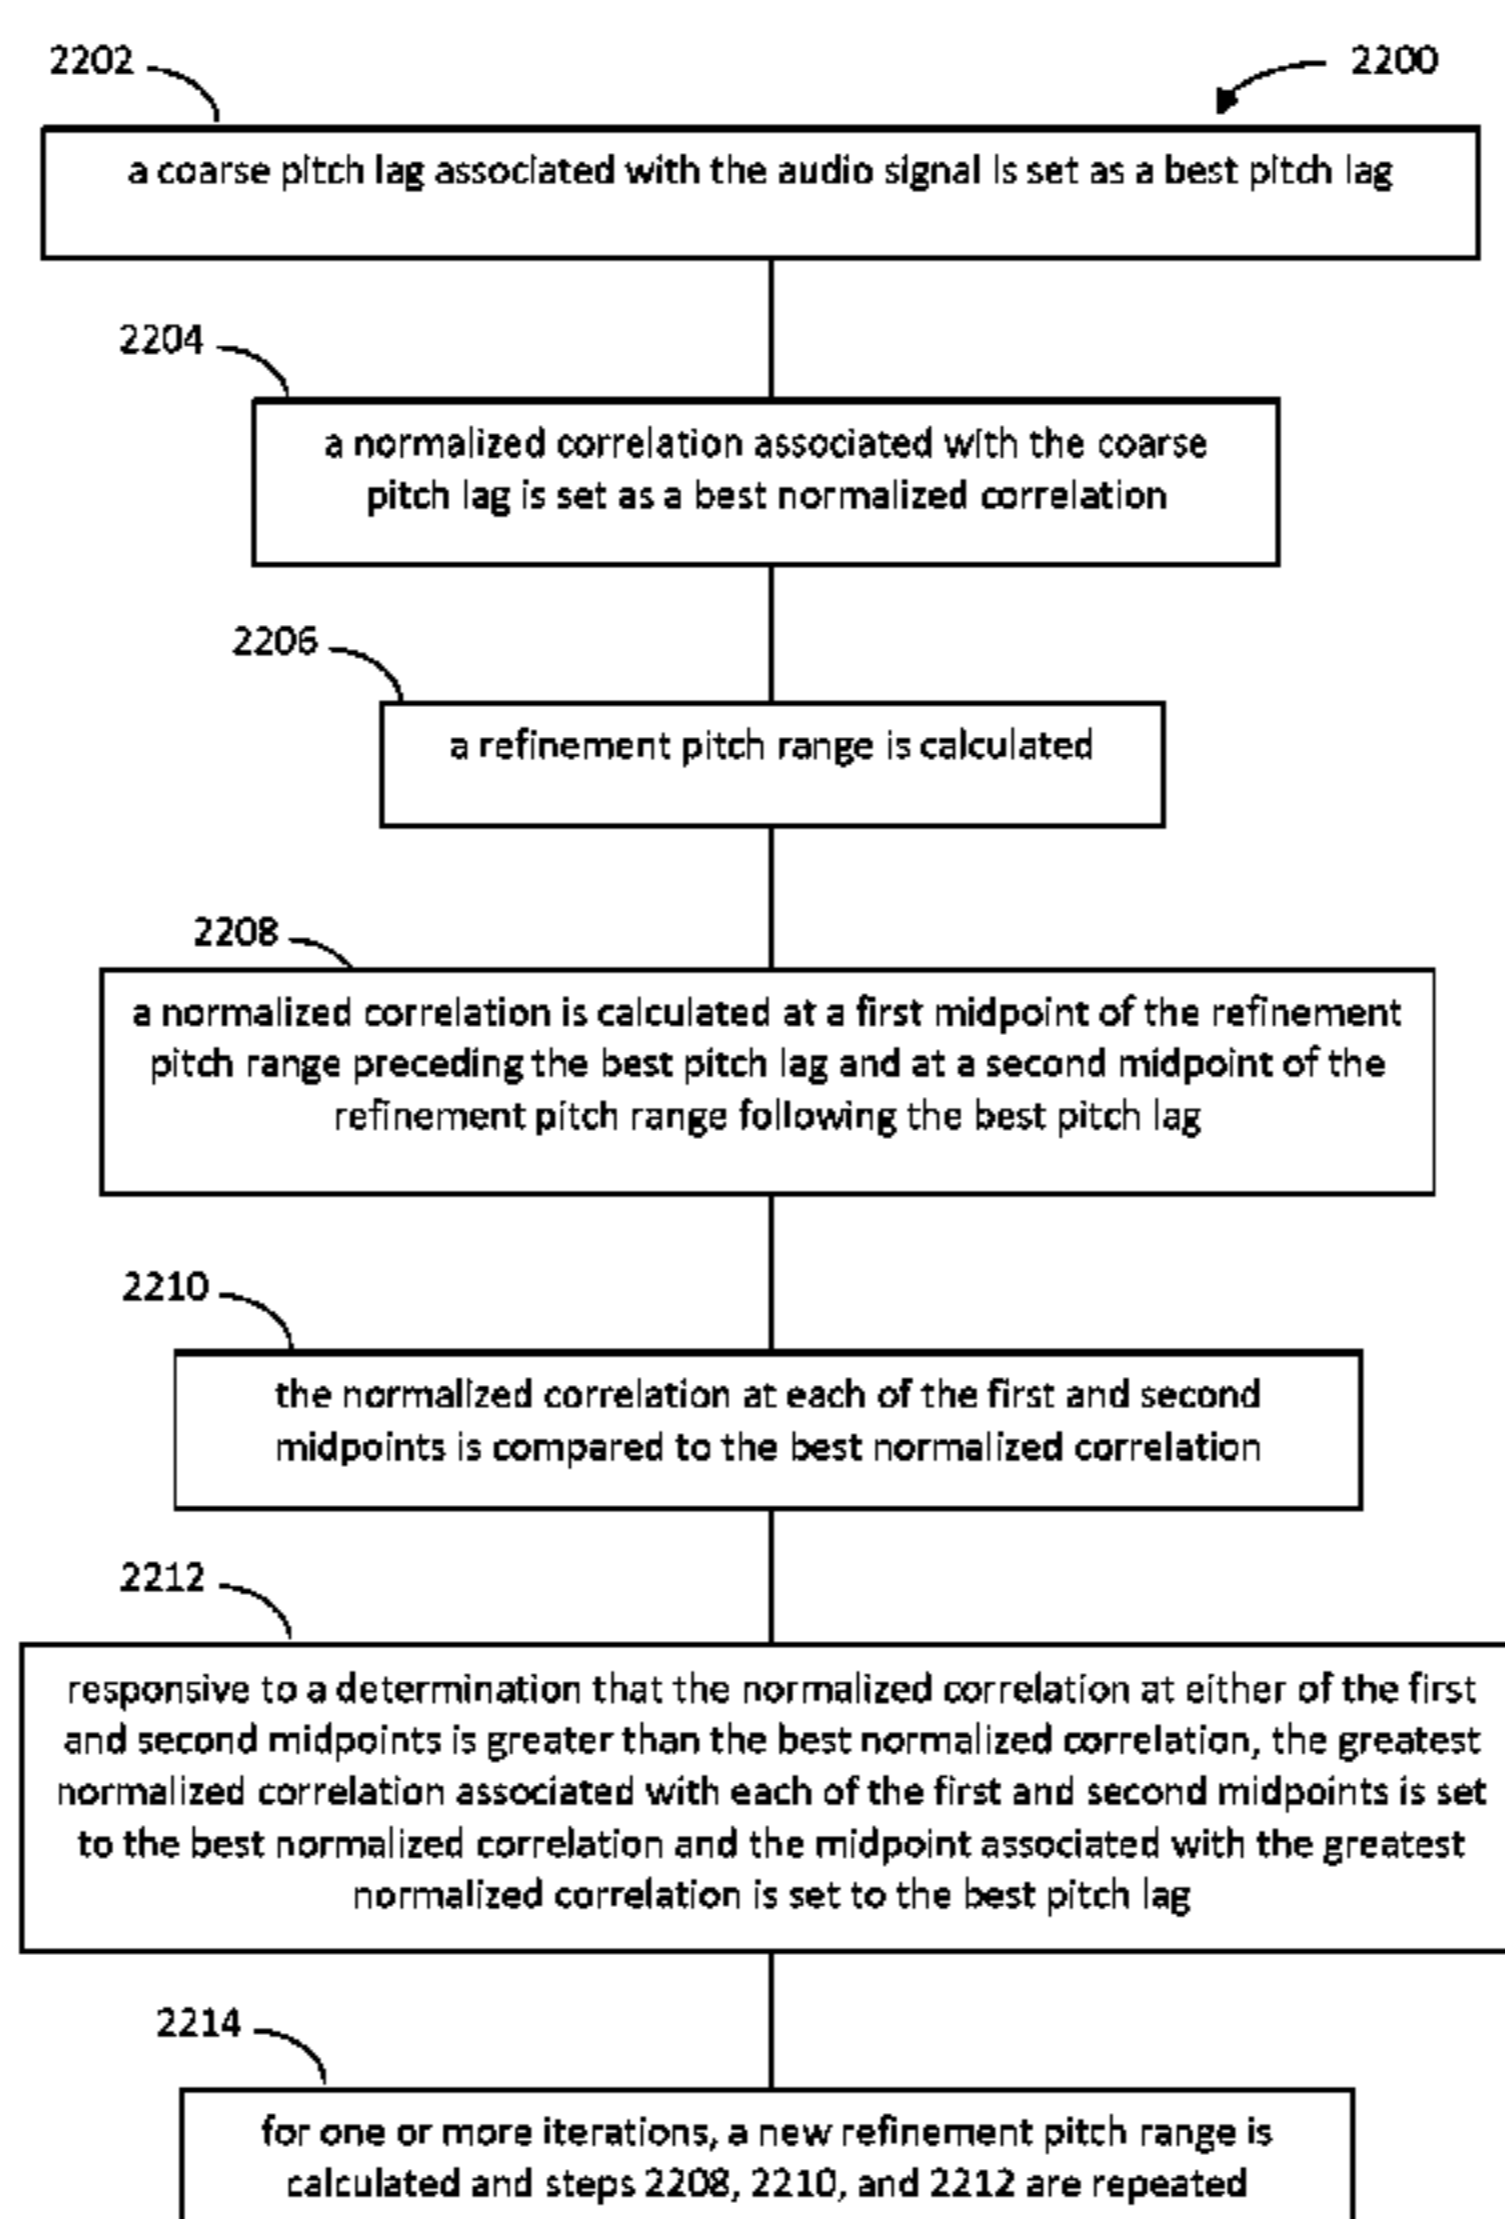 2202
2200
a coarse pitch lag associated with the audio signal is set as a best pitch lag
2204
a normalized correlation associated with the coarse
pitch lag is set as a best normalized correlation
2206
a refinement pitch range is calculated
2208
a normalized correlation is calculated at a first midpoint of the refinement
pitch range preceding the best pitch lag and at a second midpoint of the
refinement pitch range following the best pitch lag
2210
the normalized correlation at each of the first and second
midpoints is compared to the best normalized correlation
2212
responsive to a determination that the normalized correlation at either of the first
and second midpoints is greater than the best normalized correlation, the greatest
normalized correlation associated with each of the first and second midpoints is set
to the best normalized correlation and the midpoint associated with the greatest
normalized correlation is set to the best pitch lag
2214
for one or more iterations, a new refinement pitch range is
calculated and steps 2208, 2210, and 2212 are repeated